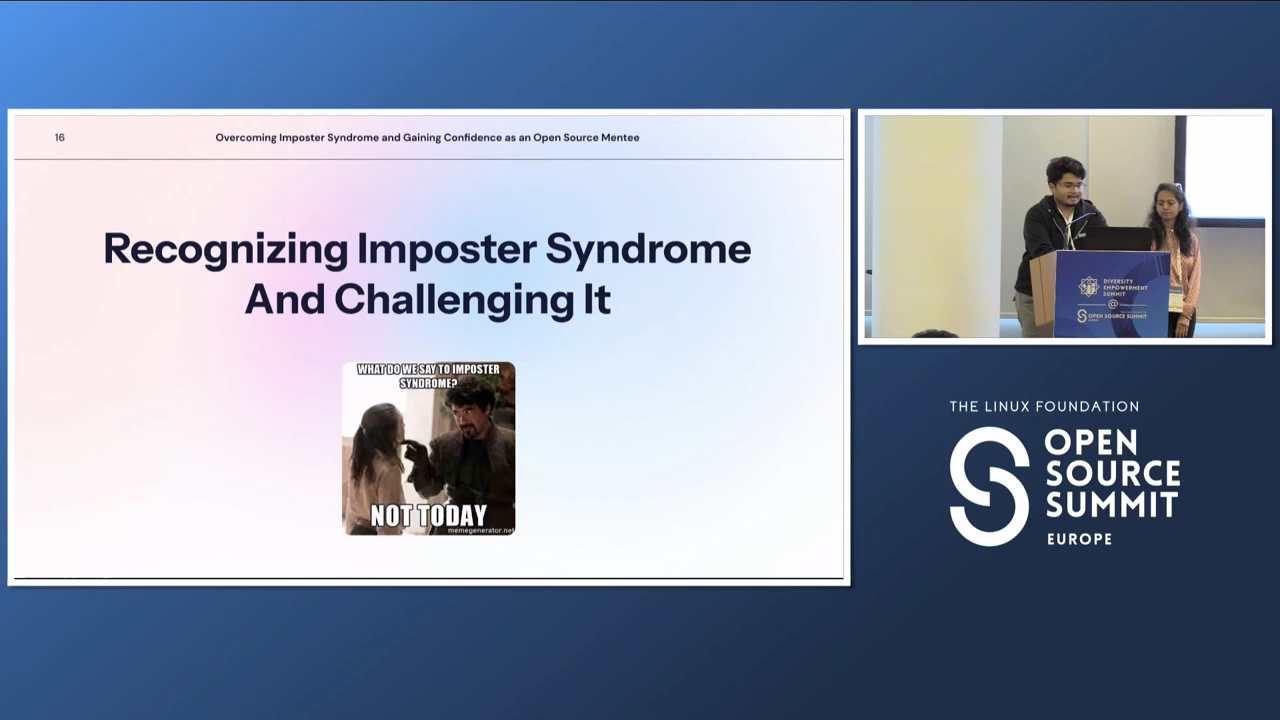 16
Overcoming Imposter Syndrome and Gaining Confidence as an Open Source Mentee
Recognizing Imposter Syndrome
And Challenging It
WHAT DO WE SAY TO IMPOSTER
SYNDROME?
NOT TODAY
memegenerator.net
DIVERSITY
EMPOWERMENT
SUMMIT
@
OPEN SOURCE SUMMIT
THE LINUX FOUNDATION
OPEN
SOURCE
SUMMIT
EUROPE